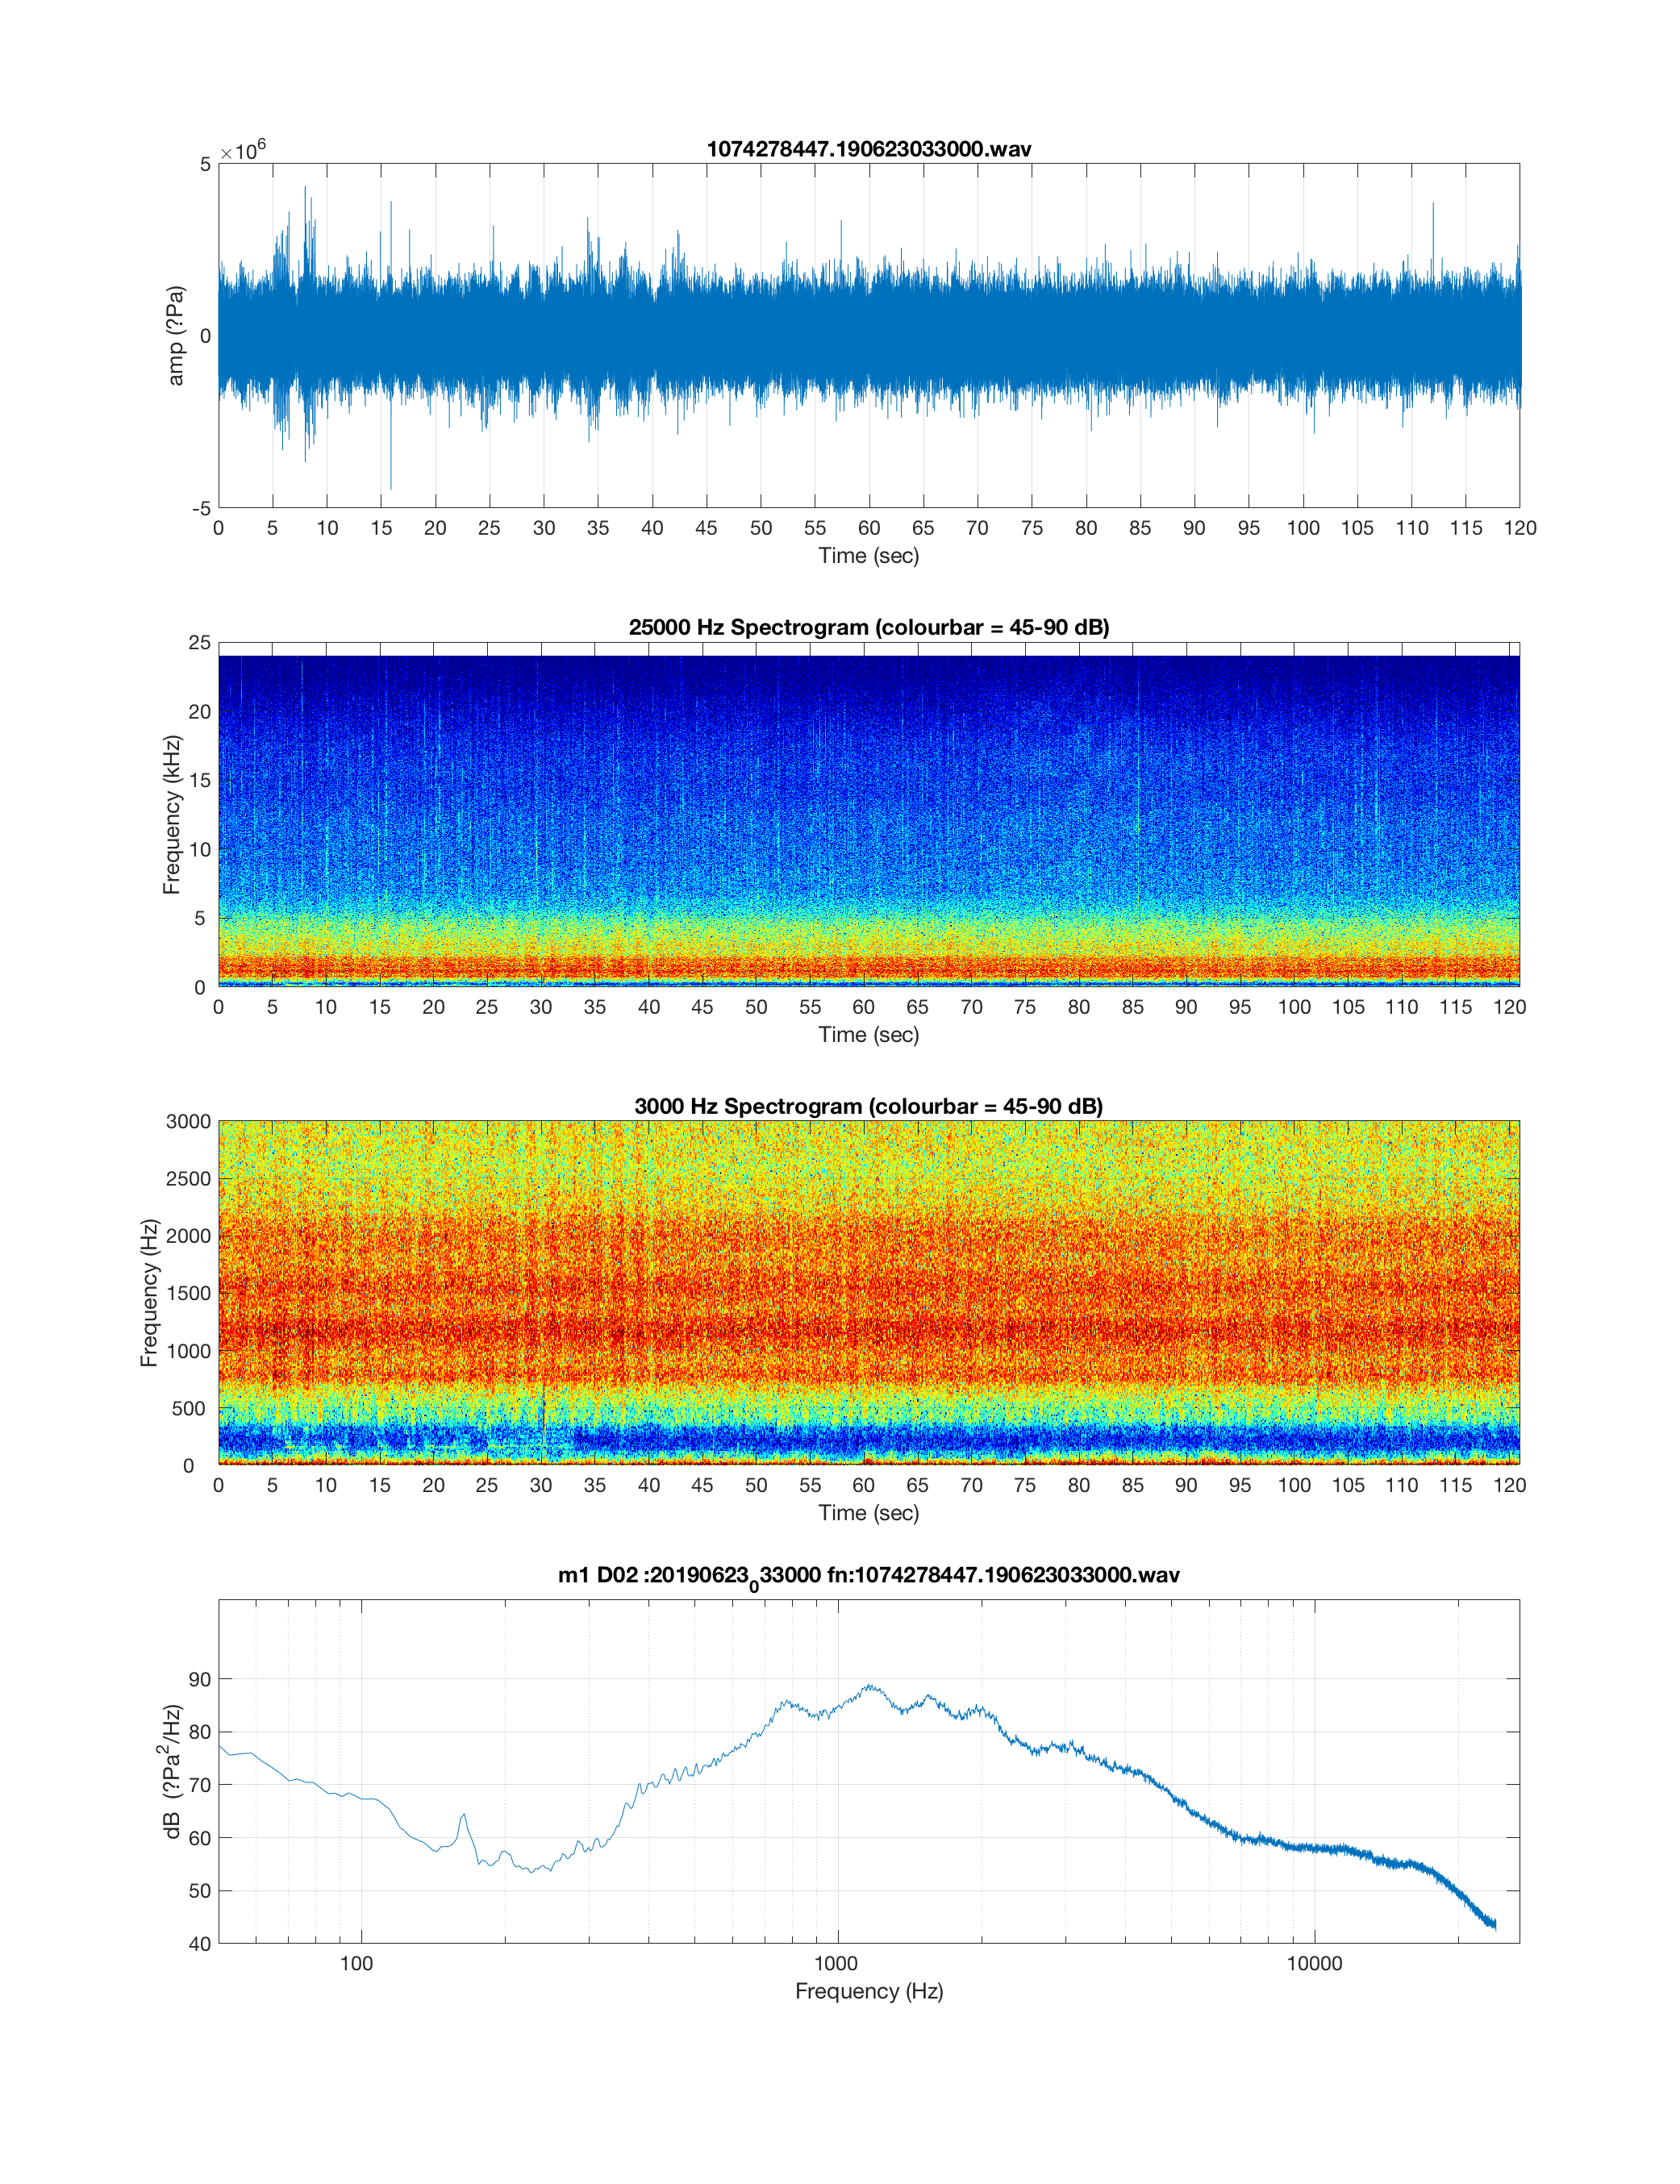 1074278447.190623033000.wav
×10⁶
5
0
-5
amp (?Pa)
0 5 10 15 20 25 30 35 40 45 50 55 60 65 70 75 80 85 90 95 100 105 110 115 120
Time (sec)
25000 Hz Spectrogram (colourbar = 45-90 dB)
25
20
15
10
5
0
Frequency (kHz)
0 5 10 15 20 25 30 35 40 45 50 55 60 65 70 75 80 85 90 95 100 105 110 115 120
Time (sec)
3000 Hz Spectrogram (colourbar = 45-90 dB)
3000
2500
2000
1500
1000
500
0
Frequency (Hz)
0 5 10 15 20 25 30 35 40 45 50 55 60 65 70 75 80 85 90 95 100 105 110 115 120
Time (sec)
m1 D02 :20190623₀33000 fn:1074278447.190623033000.wav
90
80
70
60
50
40
dB (?Pa²/Hz)
100 1000 10000
Frequency (Hz)